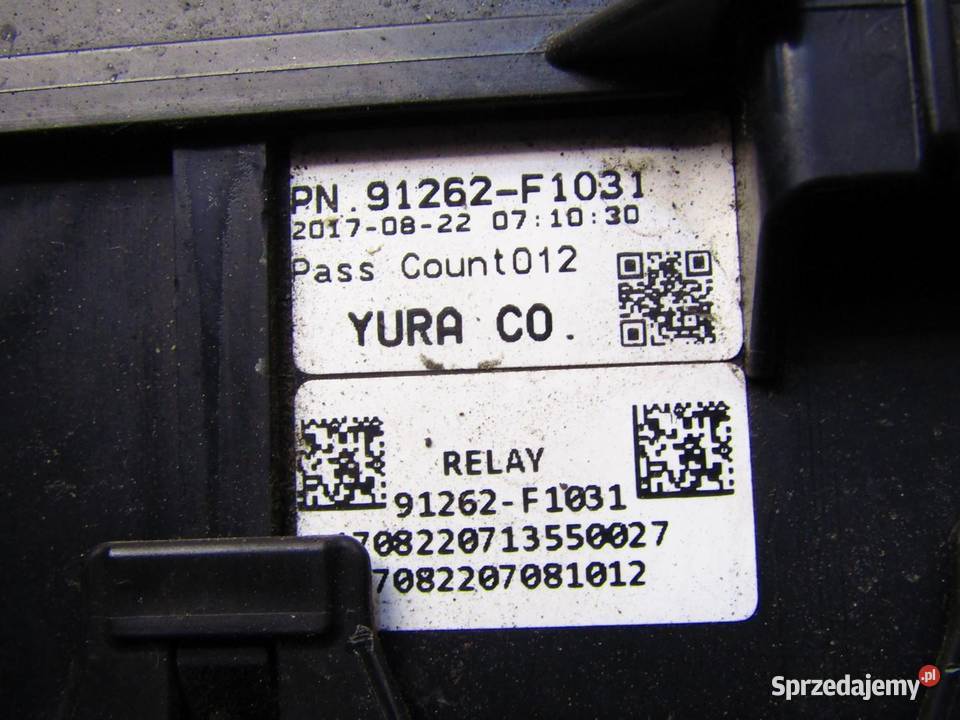 PN.91262-F1031
2017-08-22 07:10:30
Pass Count012
YURA CO.
RELAY
91262-F1031
708220713550027
7082207081012
Sprzedajemy.pl